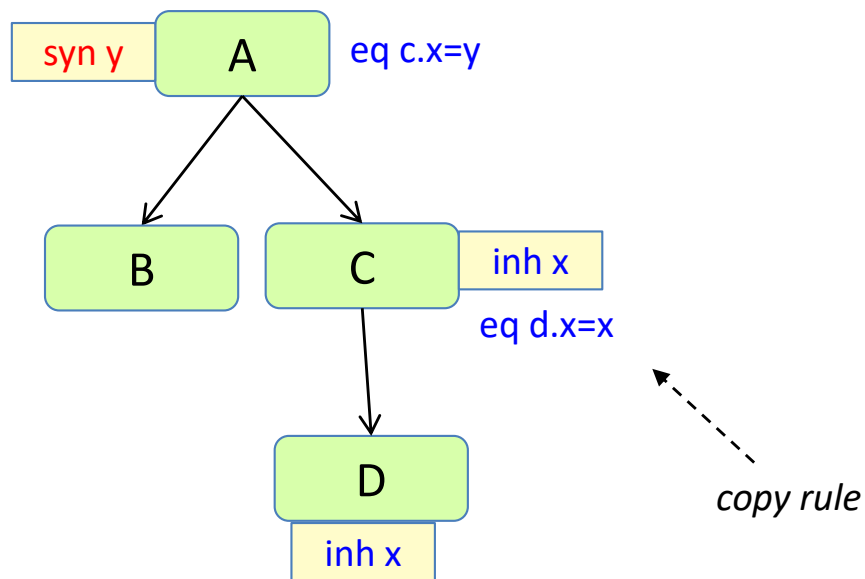 syn y
A
eq c.x=y
B
C
inh x
eq d.x=x
D
copy rule
inh x